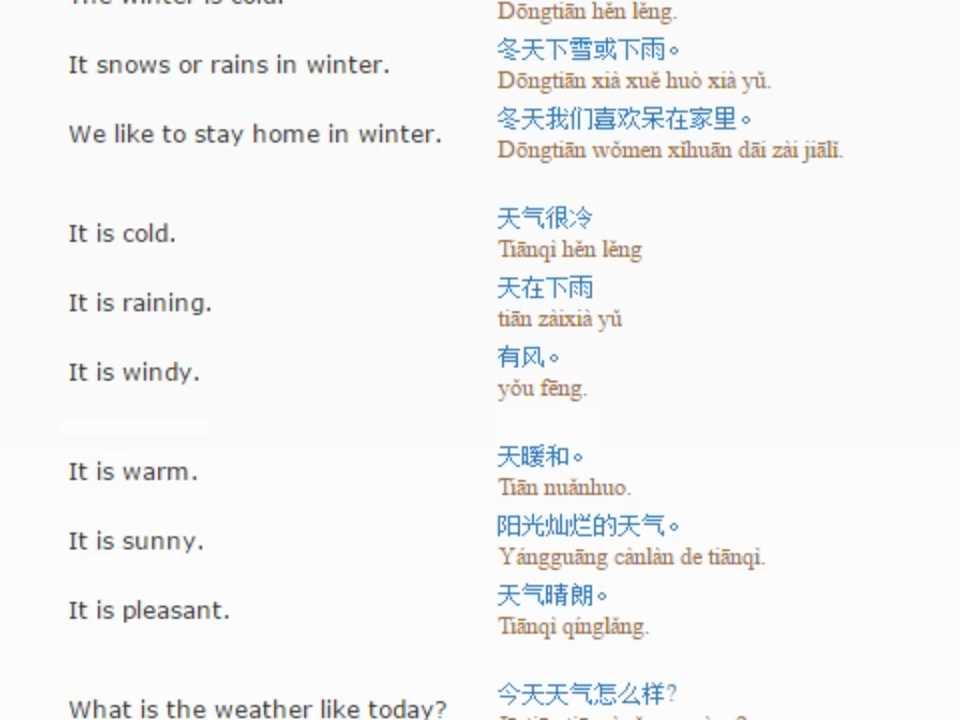 The winter is cold.
Dōngtiān hěn lěng.
It snows or rains in winter.
冬天下雪或下雨。
Dōngtiān xià xuě huò xià yǔ.
We like to stay home in winter.
冬天我们喜欢呆在家里。
Dōngtiān wǒmen xǐhuān dāi zài jiālǐ.
It is cold.
天气很冷
Tiānqì hěn lěng
It is raining.
天在下雨
tiān zàixià yǔ
It is windy.
有风。
yǒu fēng.
It is warm.
天暖和。
Tiān nuǎnhuo.
It is sunny.
阳光灿烂的天气。
Yángguāng cànlàn de tiānqì.
It is pleasant.
天气晴朗。
Tiānqì qínglǎng.
What is the weather like today?
今天天气怎么样?